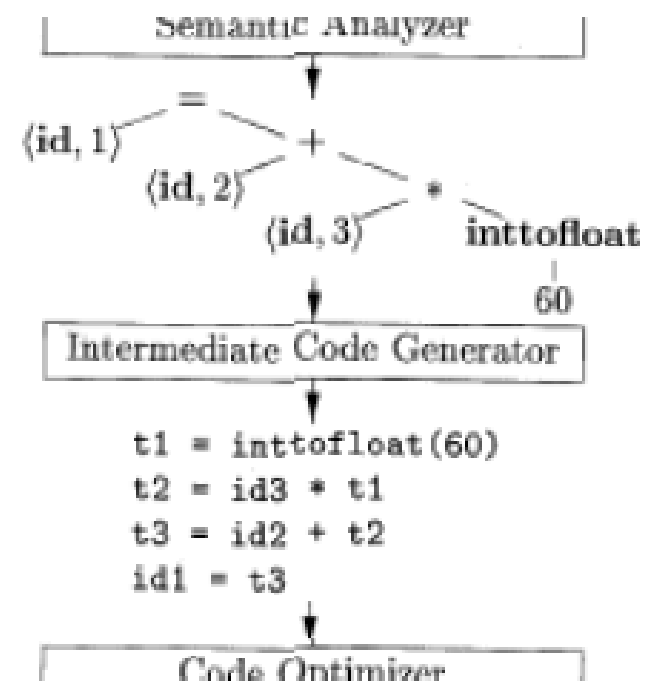 Semantic Analyzer
=
⟨id, 1⟩ +
⟨id, 2⟩ *
⟨id, 3⟩ inttofloat
60
Intermediate Code Generator
t1 = inttofloat(60)
t2 = id3 * t1
t3 = id2 + t2
id1 = t3
Code Optimizer